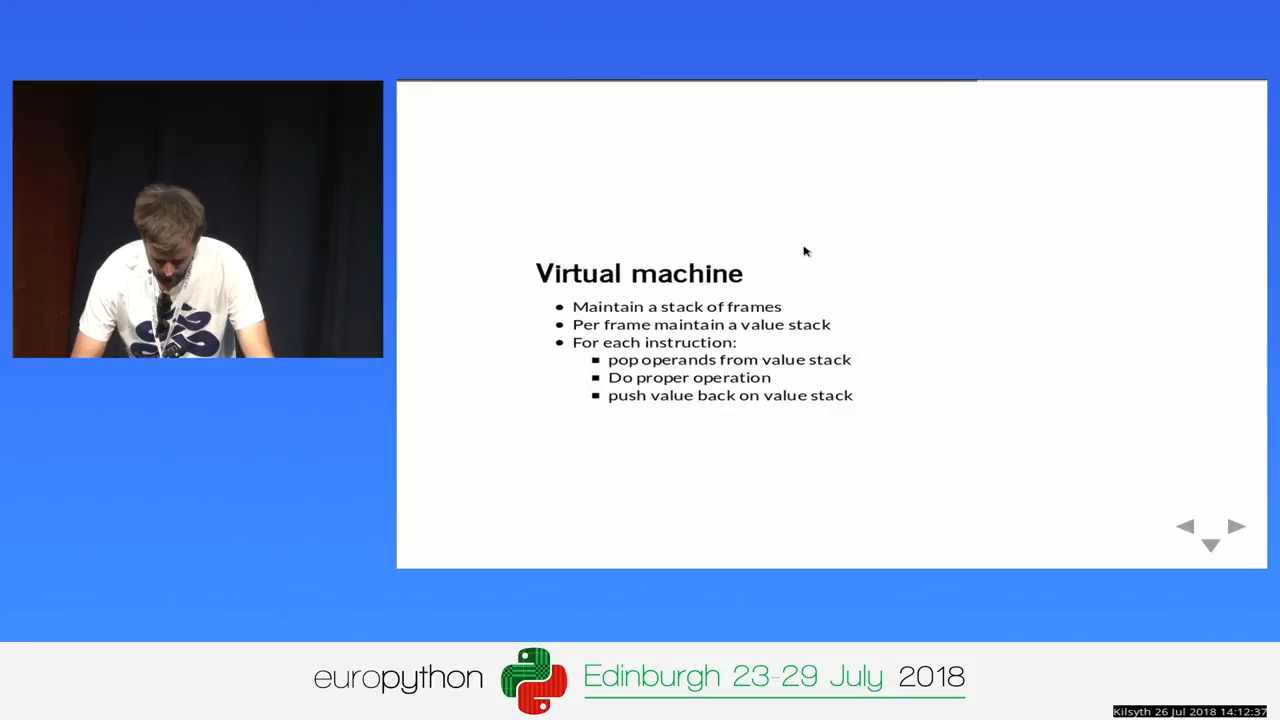 Virtual machine
Maintain a stack of frames
Per frame maintain a value stack
For each instruction:
pop operands from value stack
Do proper operation
push value back on value stack
europython Edinburgh 23-29 July 2018
Kilsyth 26 Jul 2018 14:12:37